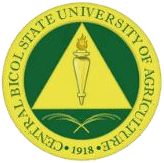 CENTRAL BICOL STATE UNIVERSITY OF AGRICULTURE
• 1918 •